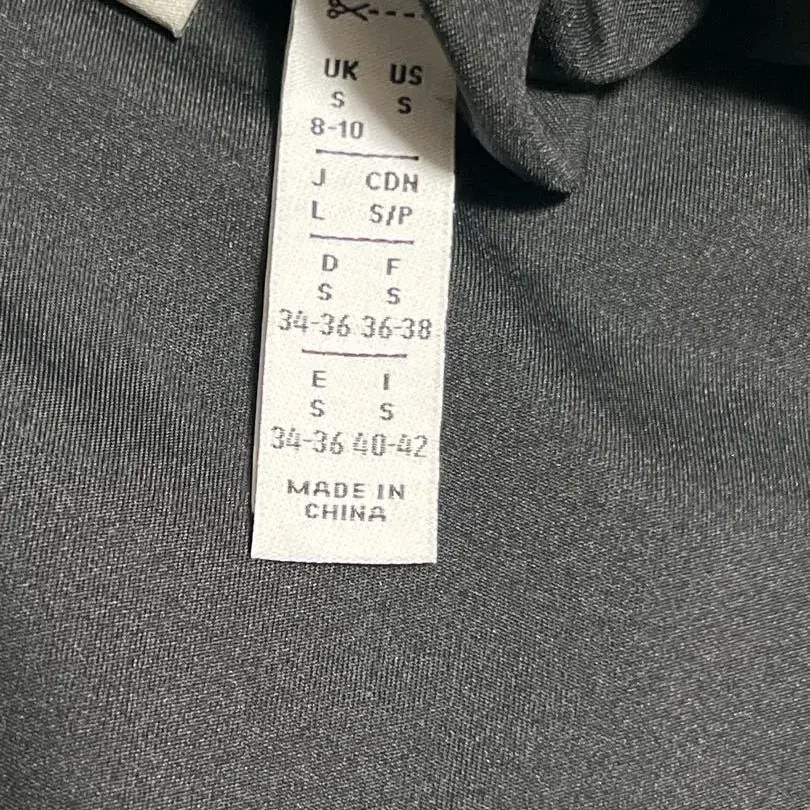 UK US
S S
8-10
J CDN
L S/P
D F
S S
34-36 36-38
E I
S S
34-36 40-42
MADE IN
CHINA